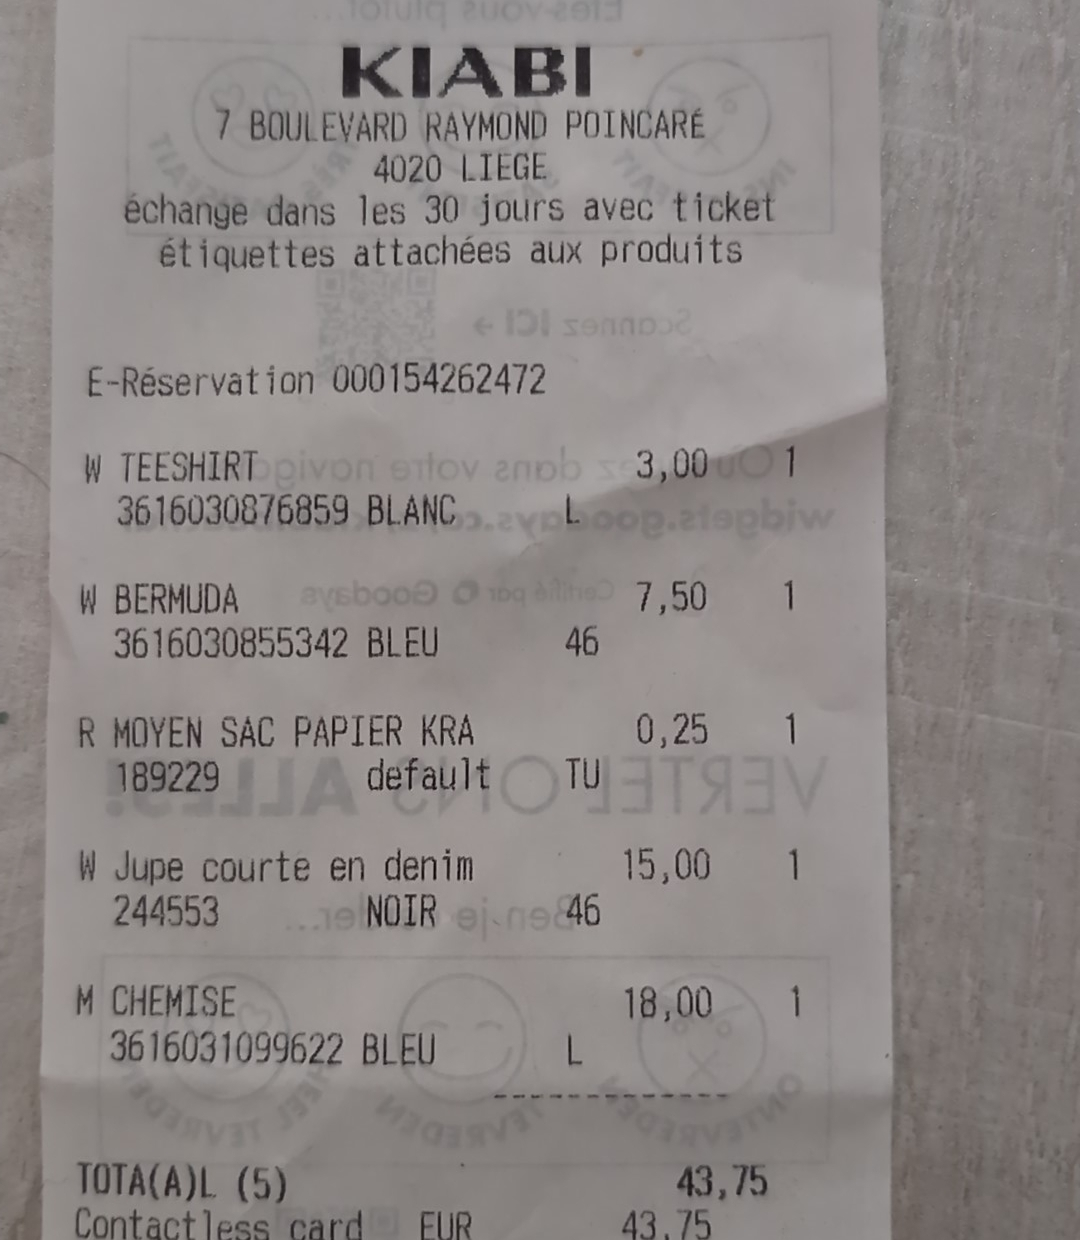 KIABI
7 BOULEVARD RAYMOND POINCARÉ
4020 LIEGE
échange dans les 30 jours avec ticket
étiquettes attachées aux produits
E-Réservation 000154262472
W TEESHIRT 3,00 1
3616030876859 BLANC L
W BERMUDA 7,50 1
3616030855342 BLEU 46
R MOYEN SAC PAPIER KRA 0,25 1
189229 default TU
W Jupe courte en denim 15,00 1
244553 NOIR 46
M CHEMISE 18,00 1
3616031099622 BLEU L
-------------
TOTA(A)L (5) 43,75
Contactless card EUR 43,75